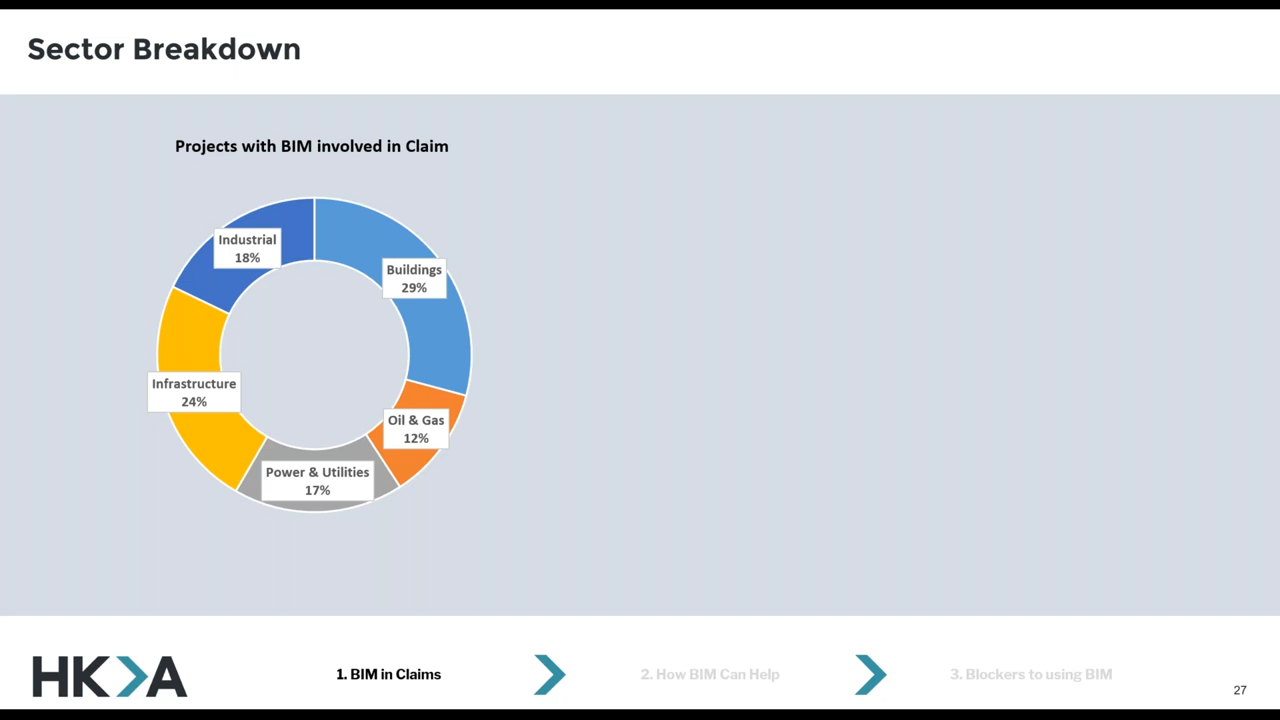 Sector Breakdown
Projects with BIM involved in Claim
Industrial
18%
Buildings
29%
Infrastructure
24%
Oil & Gas
12%
Power & Utilities
17%
HK>A
1. BIM in Claims
2. How BIM Can Help
3. Blockers to using BIM
27